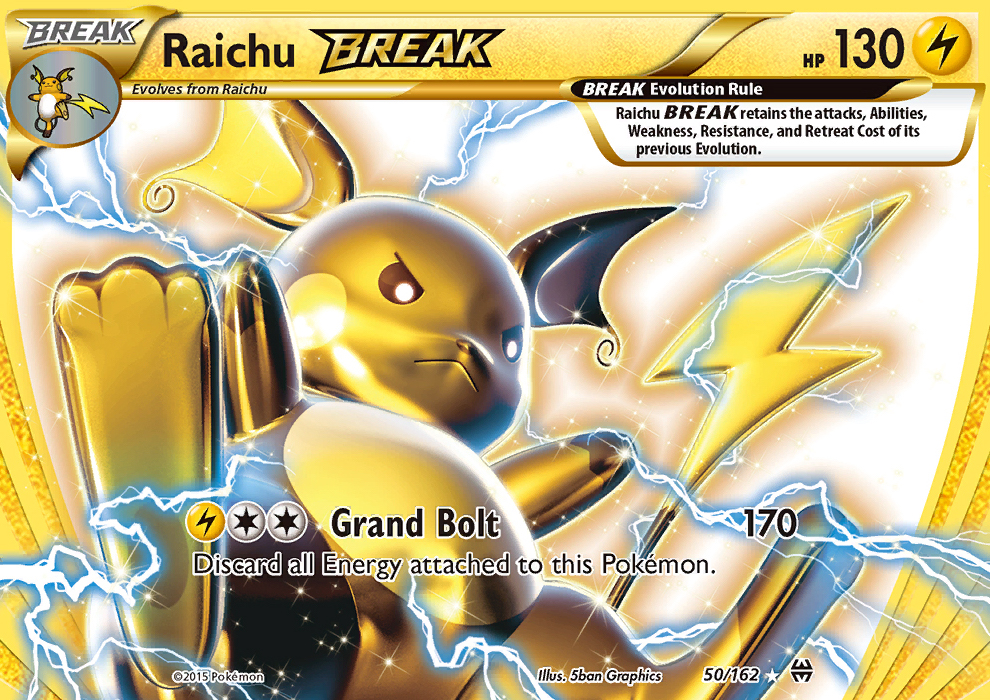 BREAK
Raichu BREAK
HP 130
Evolves from Raichu
BREAK Evolution Rule
Raichu BREAK retains the attacks, Abilities,
Weakness, Resistance, and Retreat Cost of its
previous Evolution.
Grand Bolt 170
Discard all Energy attached to this Pokémon.
©2015 Pokémon
Illus. 5ban Graphics
50/162